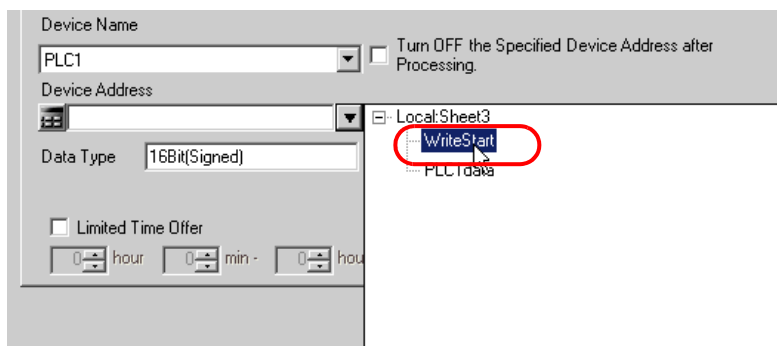 Device Name
PLC1
Turn OFF the Specified Device Address after
Processing.
Device Address
Local:Sheet3
WriteStart
Data Type 16Bit(Signed)
PLC1data
Limited Time Offer
0 hour 0 min - 0 hou